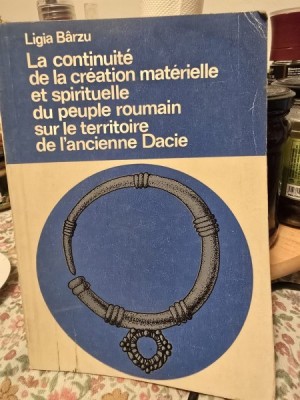 Ligia Bârzu
La continuité
de la création matérielle
et spirituelle
du peuple roumain
sur le territoire
de l'ancienne Dacie